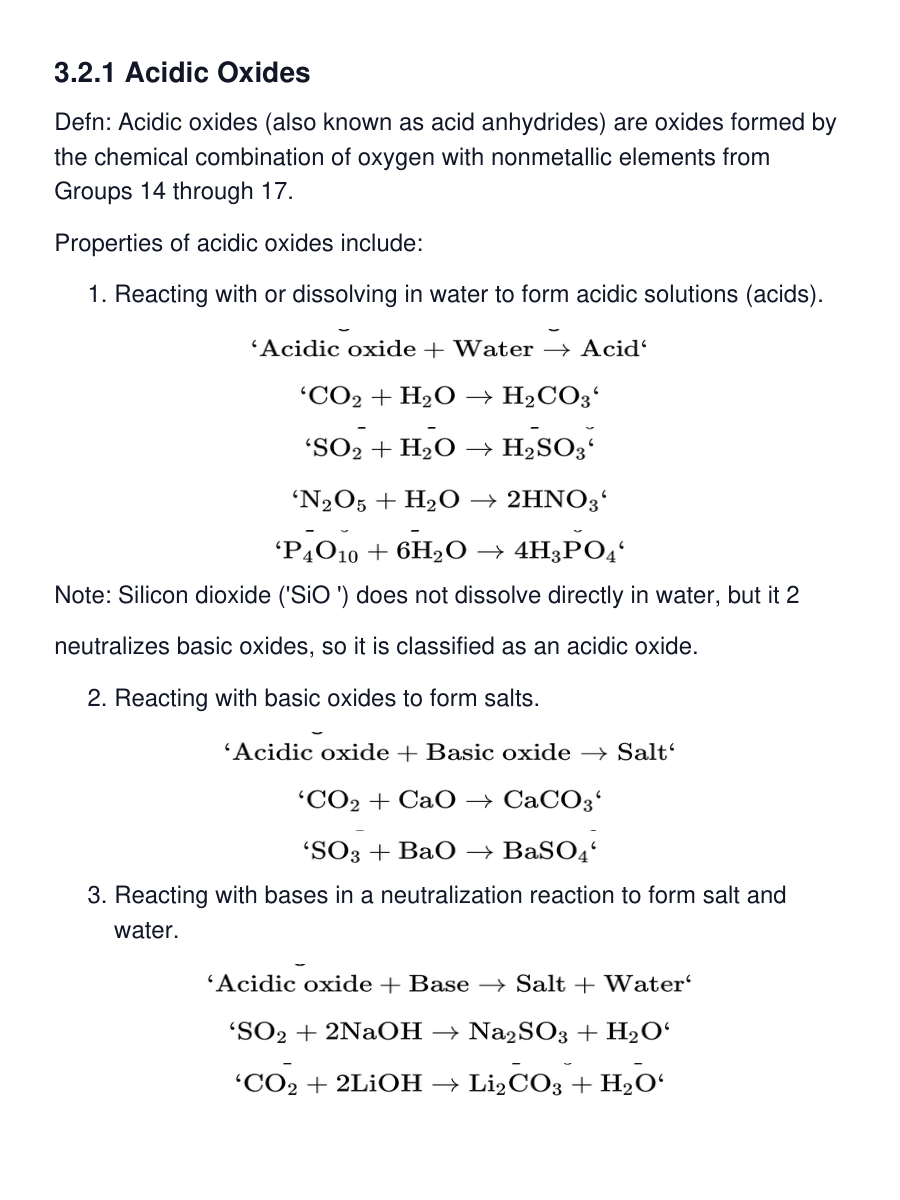 3.2.1 Acidic Oxides
Defn: Acidic oxides (also known as acid anhydrides) are oxides formed by
the chemical combination of oxygen with nonmetallic elements from
Groups 14 through 17.
Properties of acidic oxides include:
1. Reacting with or dissolving in water to form acidic solutions (acids).
‘Acidic oxide + Water → Acid‘
‘CO₂ + H₂O → H₂CO₃‘
‘SO₂ + H₂O → H₂SO₃‘
‘N₂O₅ + H₂O → 2HNO₃‘
‘P₄O₁₀ + 6H₂O → 4H₃PO₄‘
Note: Silicon dioxide ('SiO ') does not dissolve directly in water, but it 2
neutralizes basic oxides, so it is classified as an acidic oxide.
2. Reacting with basic oxides to form salts.
‘Acidic oxide + Basic oxide → Salt‘
‘CO₂ + CaO → CaCO₃‘
‘SO₃ + BaO → BaSO₄‘
3. Reacting with bases in a neutralization reaction to form salt and
water.
‘Acidic oxide + Base → Salt + Water‘
‘SO₂ + 2NaOH → Na₂SO₃ + H₂O‘
‘CO₂ + 2LiOH → Li₂CO₃ + H₂O‘